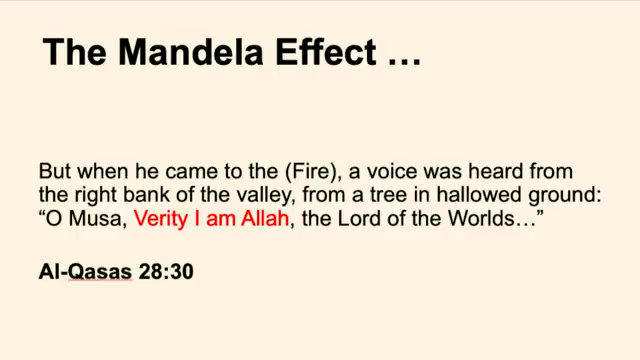 The Mandela Effect …
But when he came to the (Fire), a voice was heard from
the right bank of the valley, from a tree in hallowed ground:
“O Musa, Verity I am Allah, the Lord of the Worlds…”
Al-Qasas 28:30